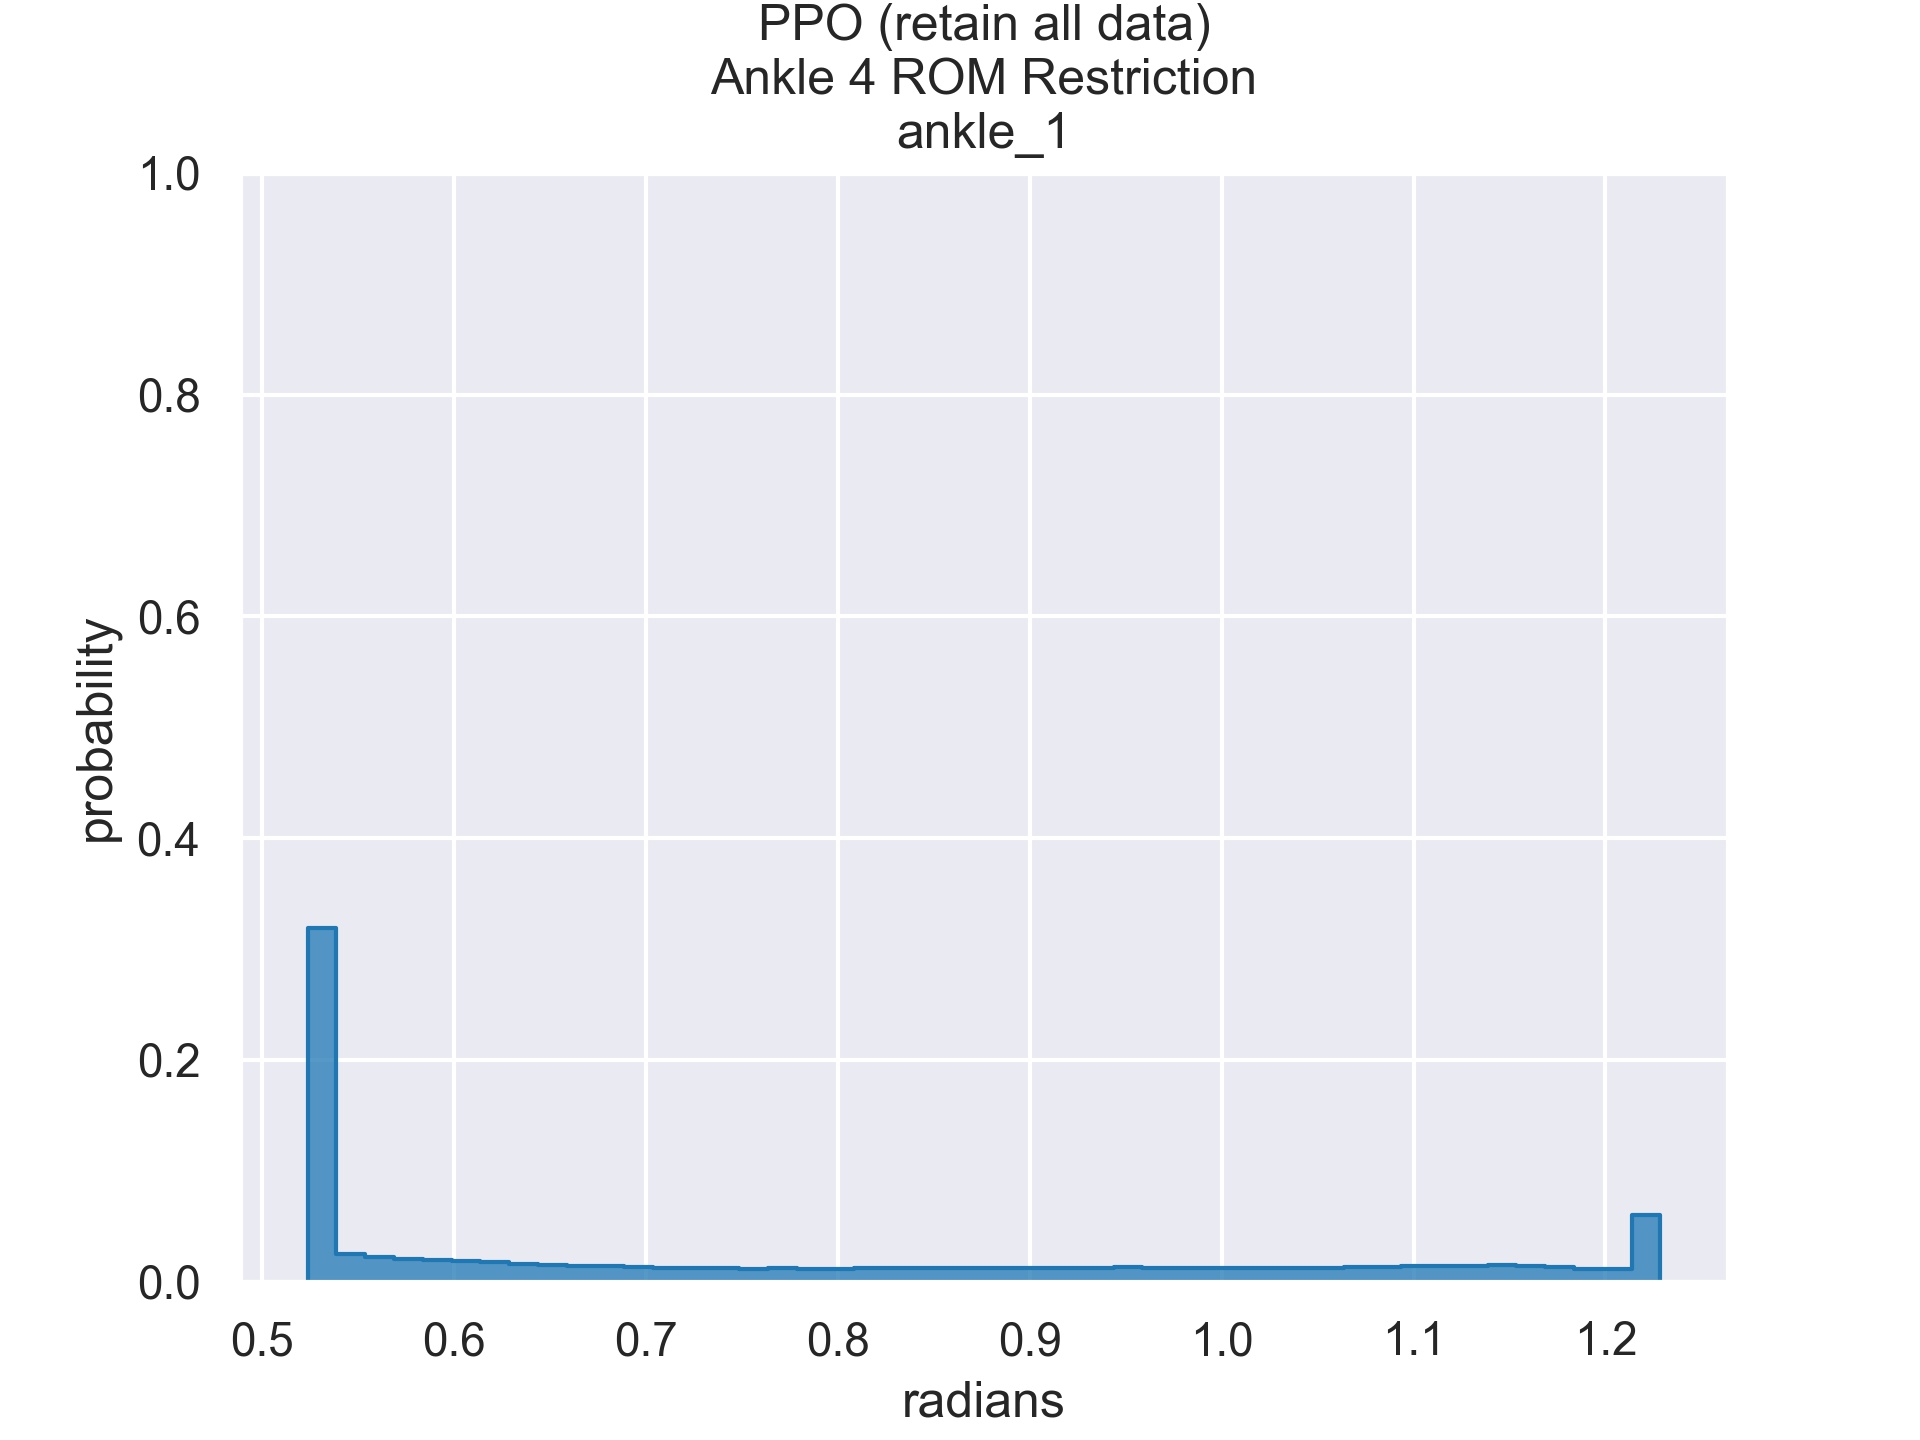 PPO (retain all data)
Ankle 4 ROM Restriction
ankle_1
1.0
0.8
0.6
0.4
0.2
0.0
probability
0.5 0.6 0.7 0.8 0.9 1.0 1.1 1.2
radians